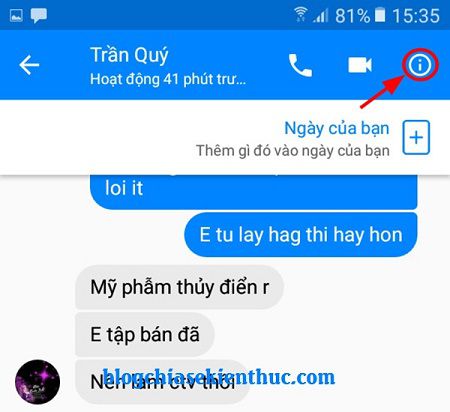 81% 15:35
Trần Quý
Hoạt động 41 phút trư...
Ngày của bạn
Thêm gì đó vào ngày của bạn
loi it
E tu lay hag thi hay hon
Mỹ phẩm thủy điển r
E tập bán đã
Nên làm ctv thôi
blogchiasekienthuc.com